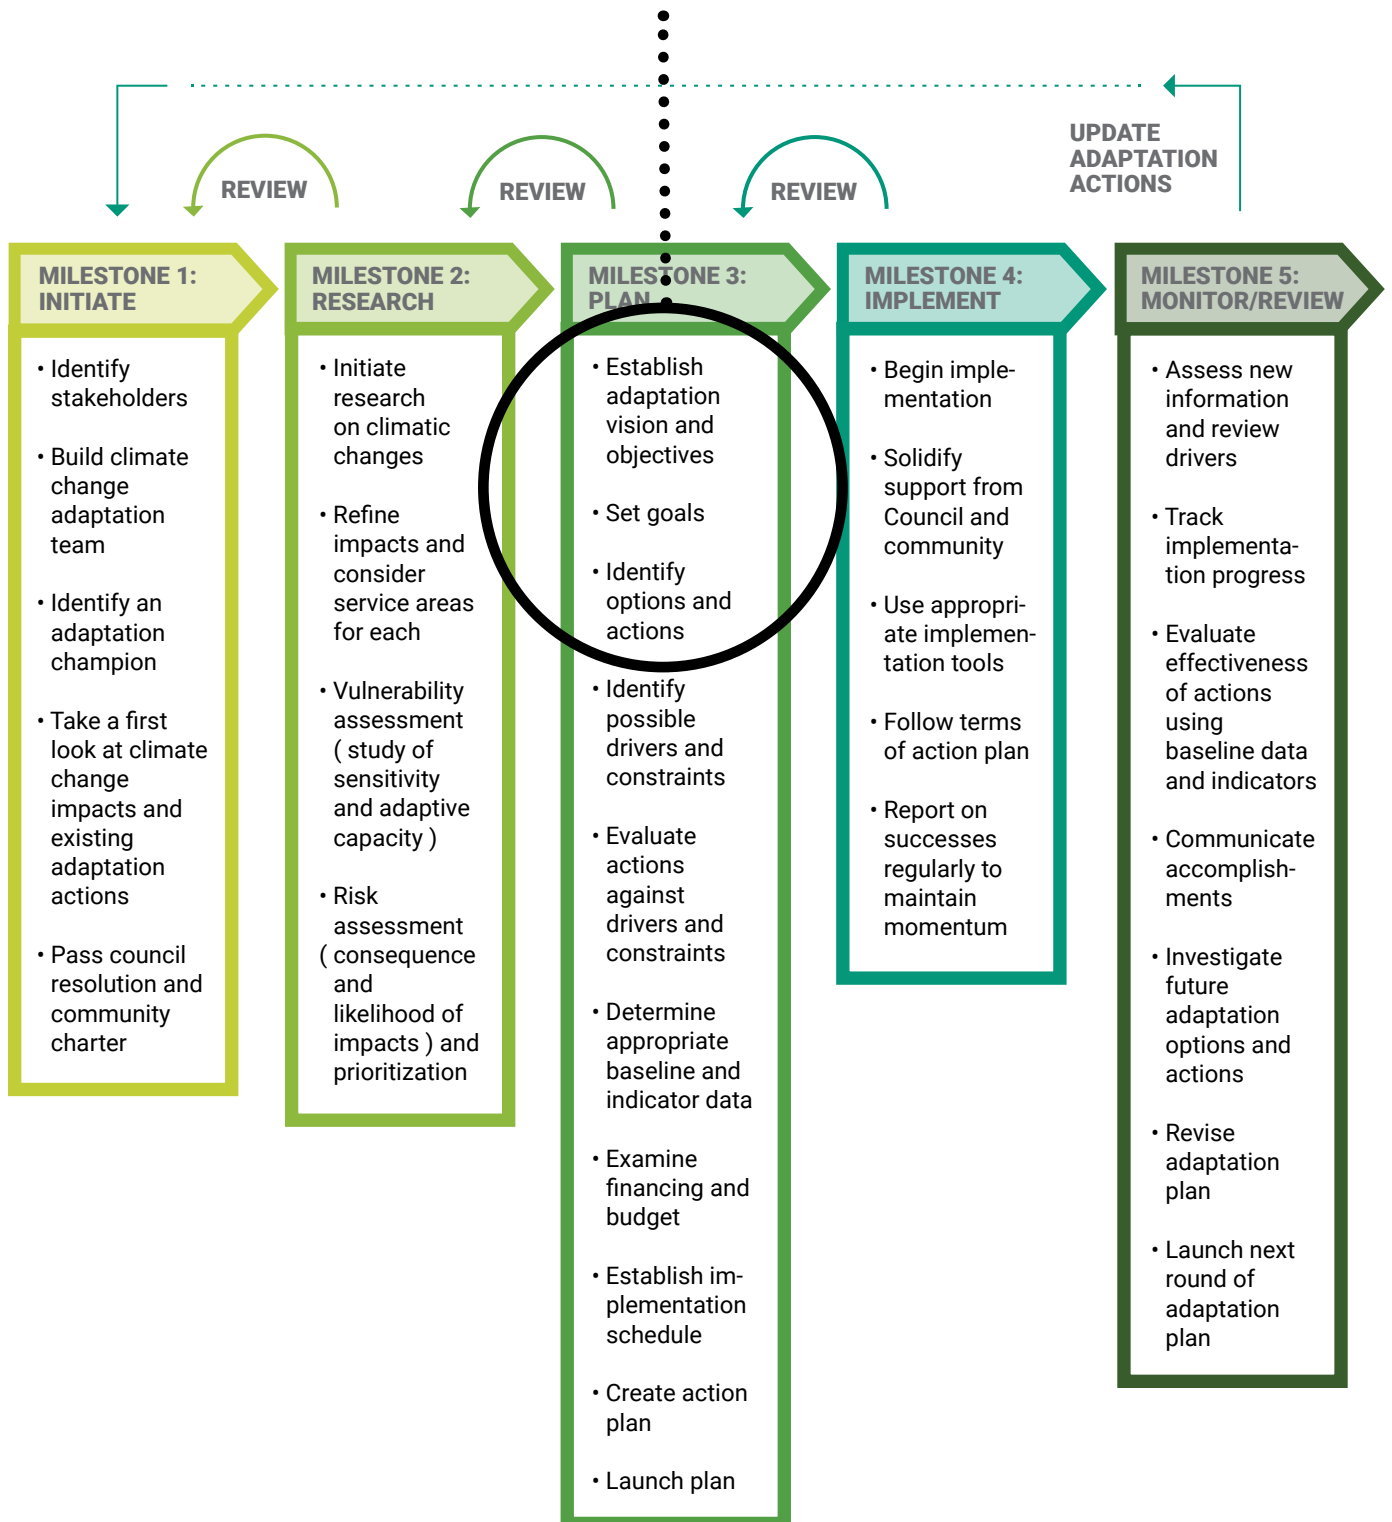 UPDATE
ADAPTATION
ACTIONS
REVIEW
REVIEW
REVIEW
MILESTONE 1:
INITIATE
• Identify
stakeholders
• Build climate
change
adaptation
team
• Identify an
adaptation
champion
• Take a first
look at climate
change
impacts and
existing
adaptation
actions
• Pass council
resolution and
community
charter
MILESTONE 2:
RESEARCH
• Initiate
research
on climatic
changes
• Refine
impacts and
consider
service areas
for each
• Vulnerability
assessment
( study of
sensitivity
and adaptive
capacity )
• Risk
assessment
( consequence
and
likelihood of
impacts ) and
prioritization
MILESTONE 3:
PLAN
• Establish
adaptation
vision and
objectives
• Set goals
• Identify
options and
actions
• Identify
possible
drivers and
constraints
• Evaluate
actions
against
drivers and
constraints
• Determine
appropriate
baseline and
indicator data
• Examine
financing and
budget
• Establish im-
plementation
schedule
• Create action
plan
• Launch plan
MILESTONE 4:
IMPLEMENT
• Begin imple-
mentation
• Solidify
support from
Council and
community
• Use appropri-
ate implemen-
tation tools
• Follow terms
of action plan
• Report on
successes
regularly to
maintain
momentum
MILESTONE 5:
MONITOR/REVIEW
• Assess new
information
and review
drivers
• Track
implementa-
tion progress
• Evaluate
effectiveness
of actions
using
baseline data
and indicators
• Communicate
accomplish-
ments
• Investigate
future
adaptation
options and
actions
• Revise
adaptation
plan
• Launch next
round of
adaptation
plan